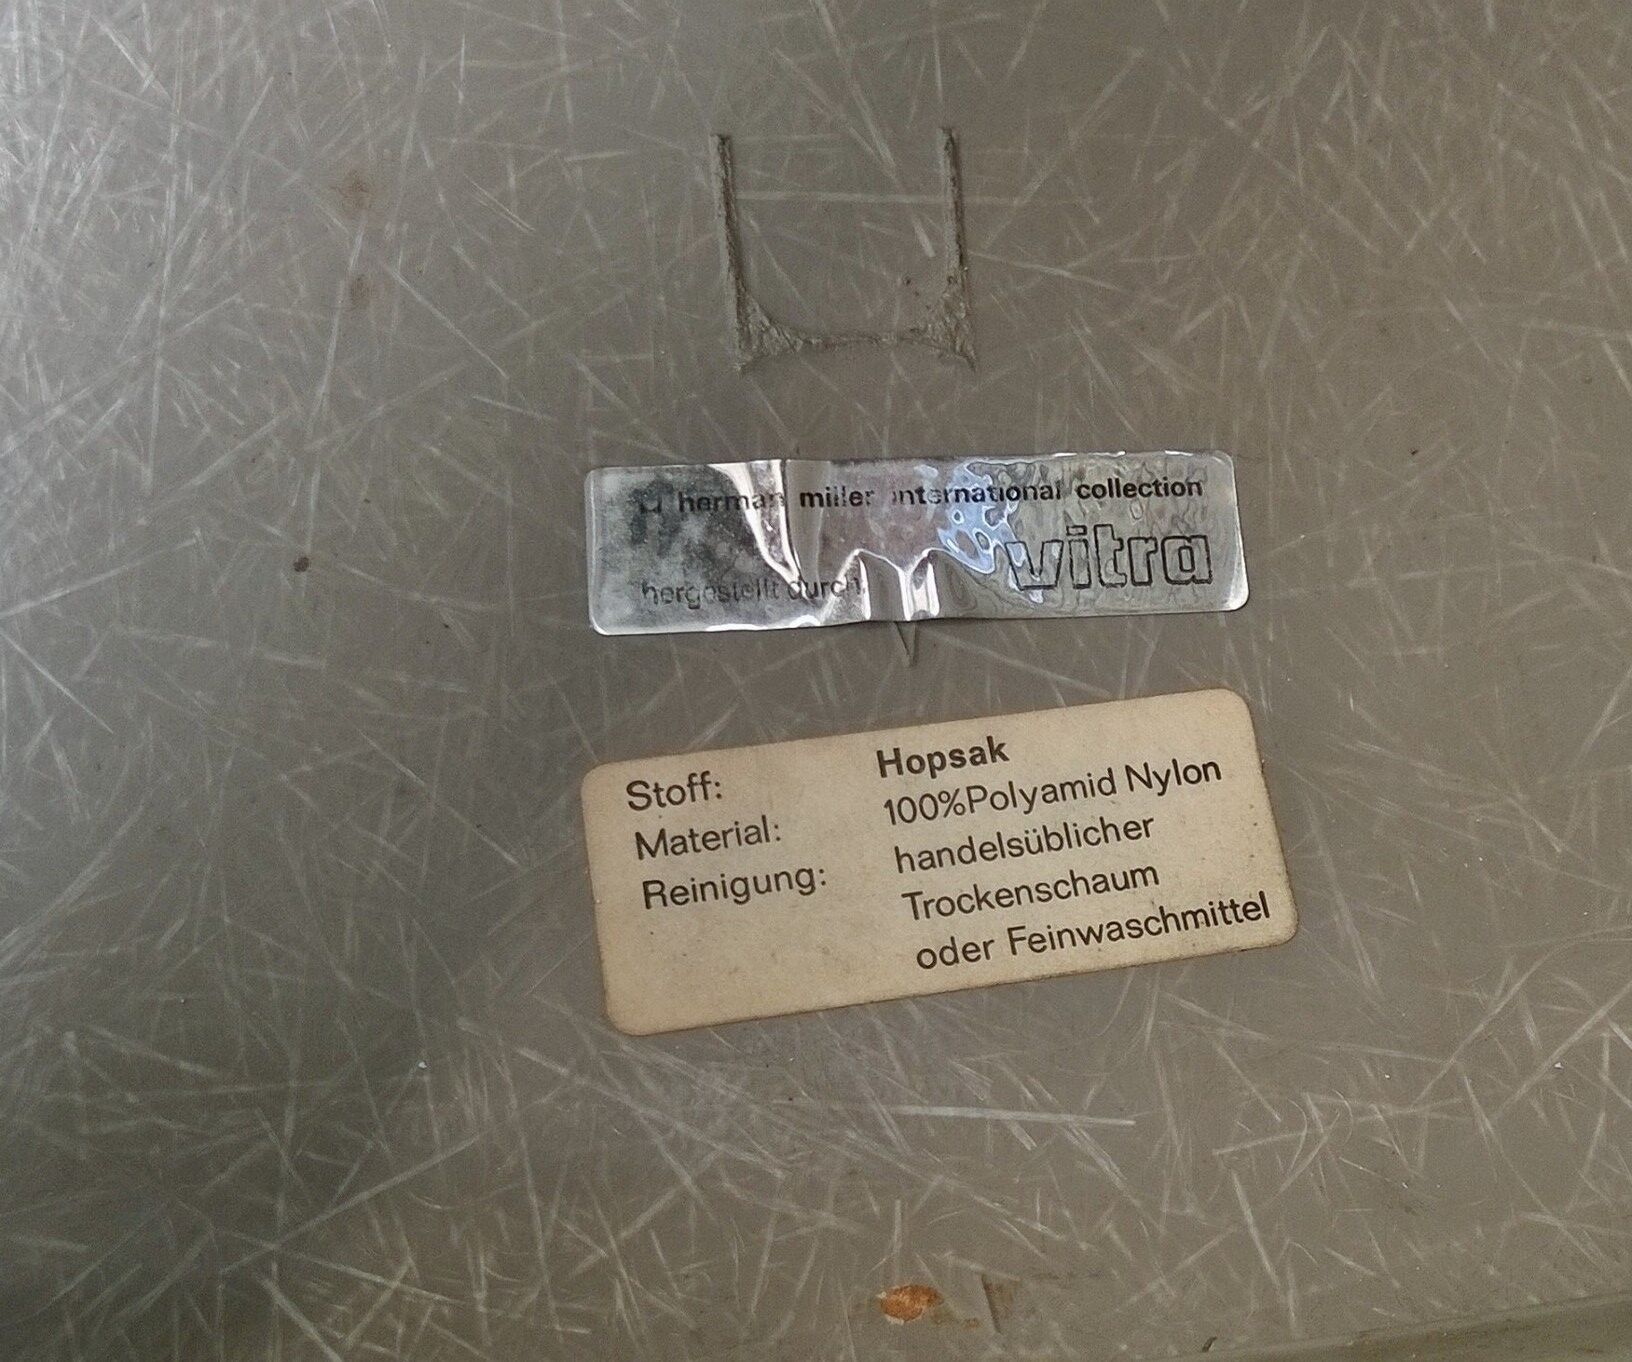 herman miller international collection
hergestellt durch
vitra
Stoff: Hopsak
Material: 100%Polyamid Nylon
Reinigung: handelsüblicher
Trockenschaum
oder Feinwaschmittel